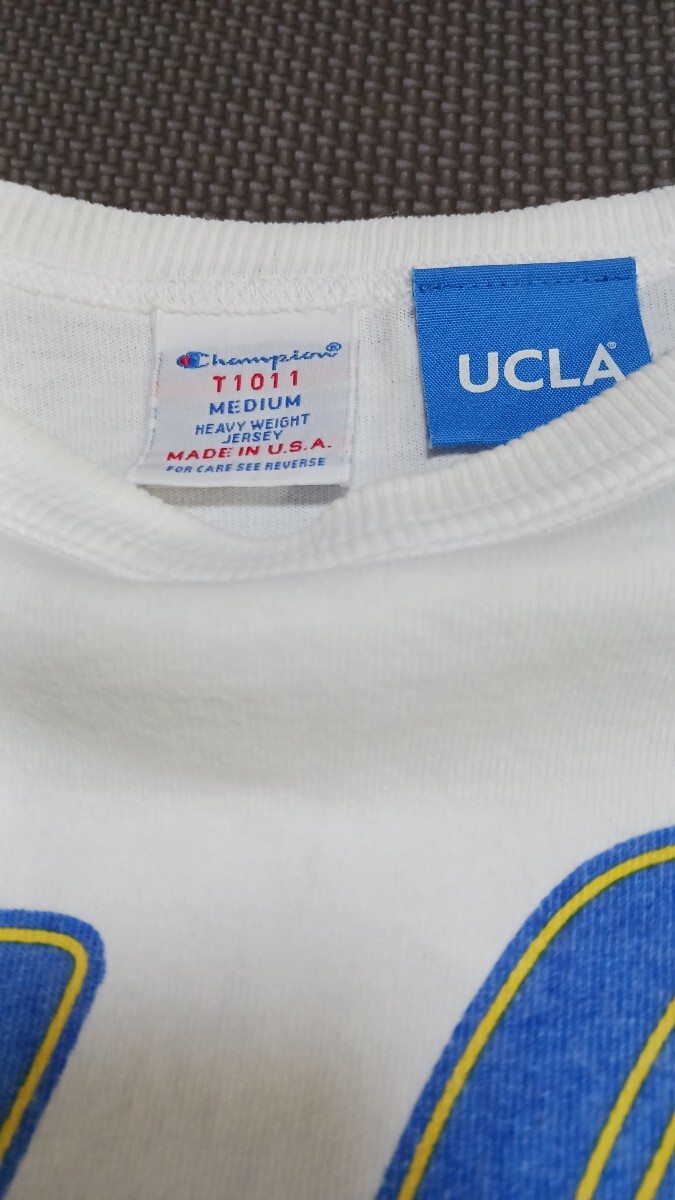 Champion®
T1011
MEDIUM
HEAVY WEIGHT
JERSEY
MADE IN U.S.A.
FOR CARE SEE REVERSE
UCLA